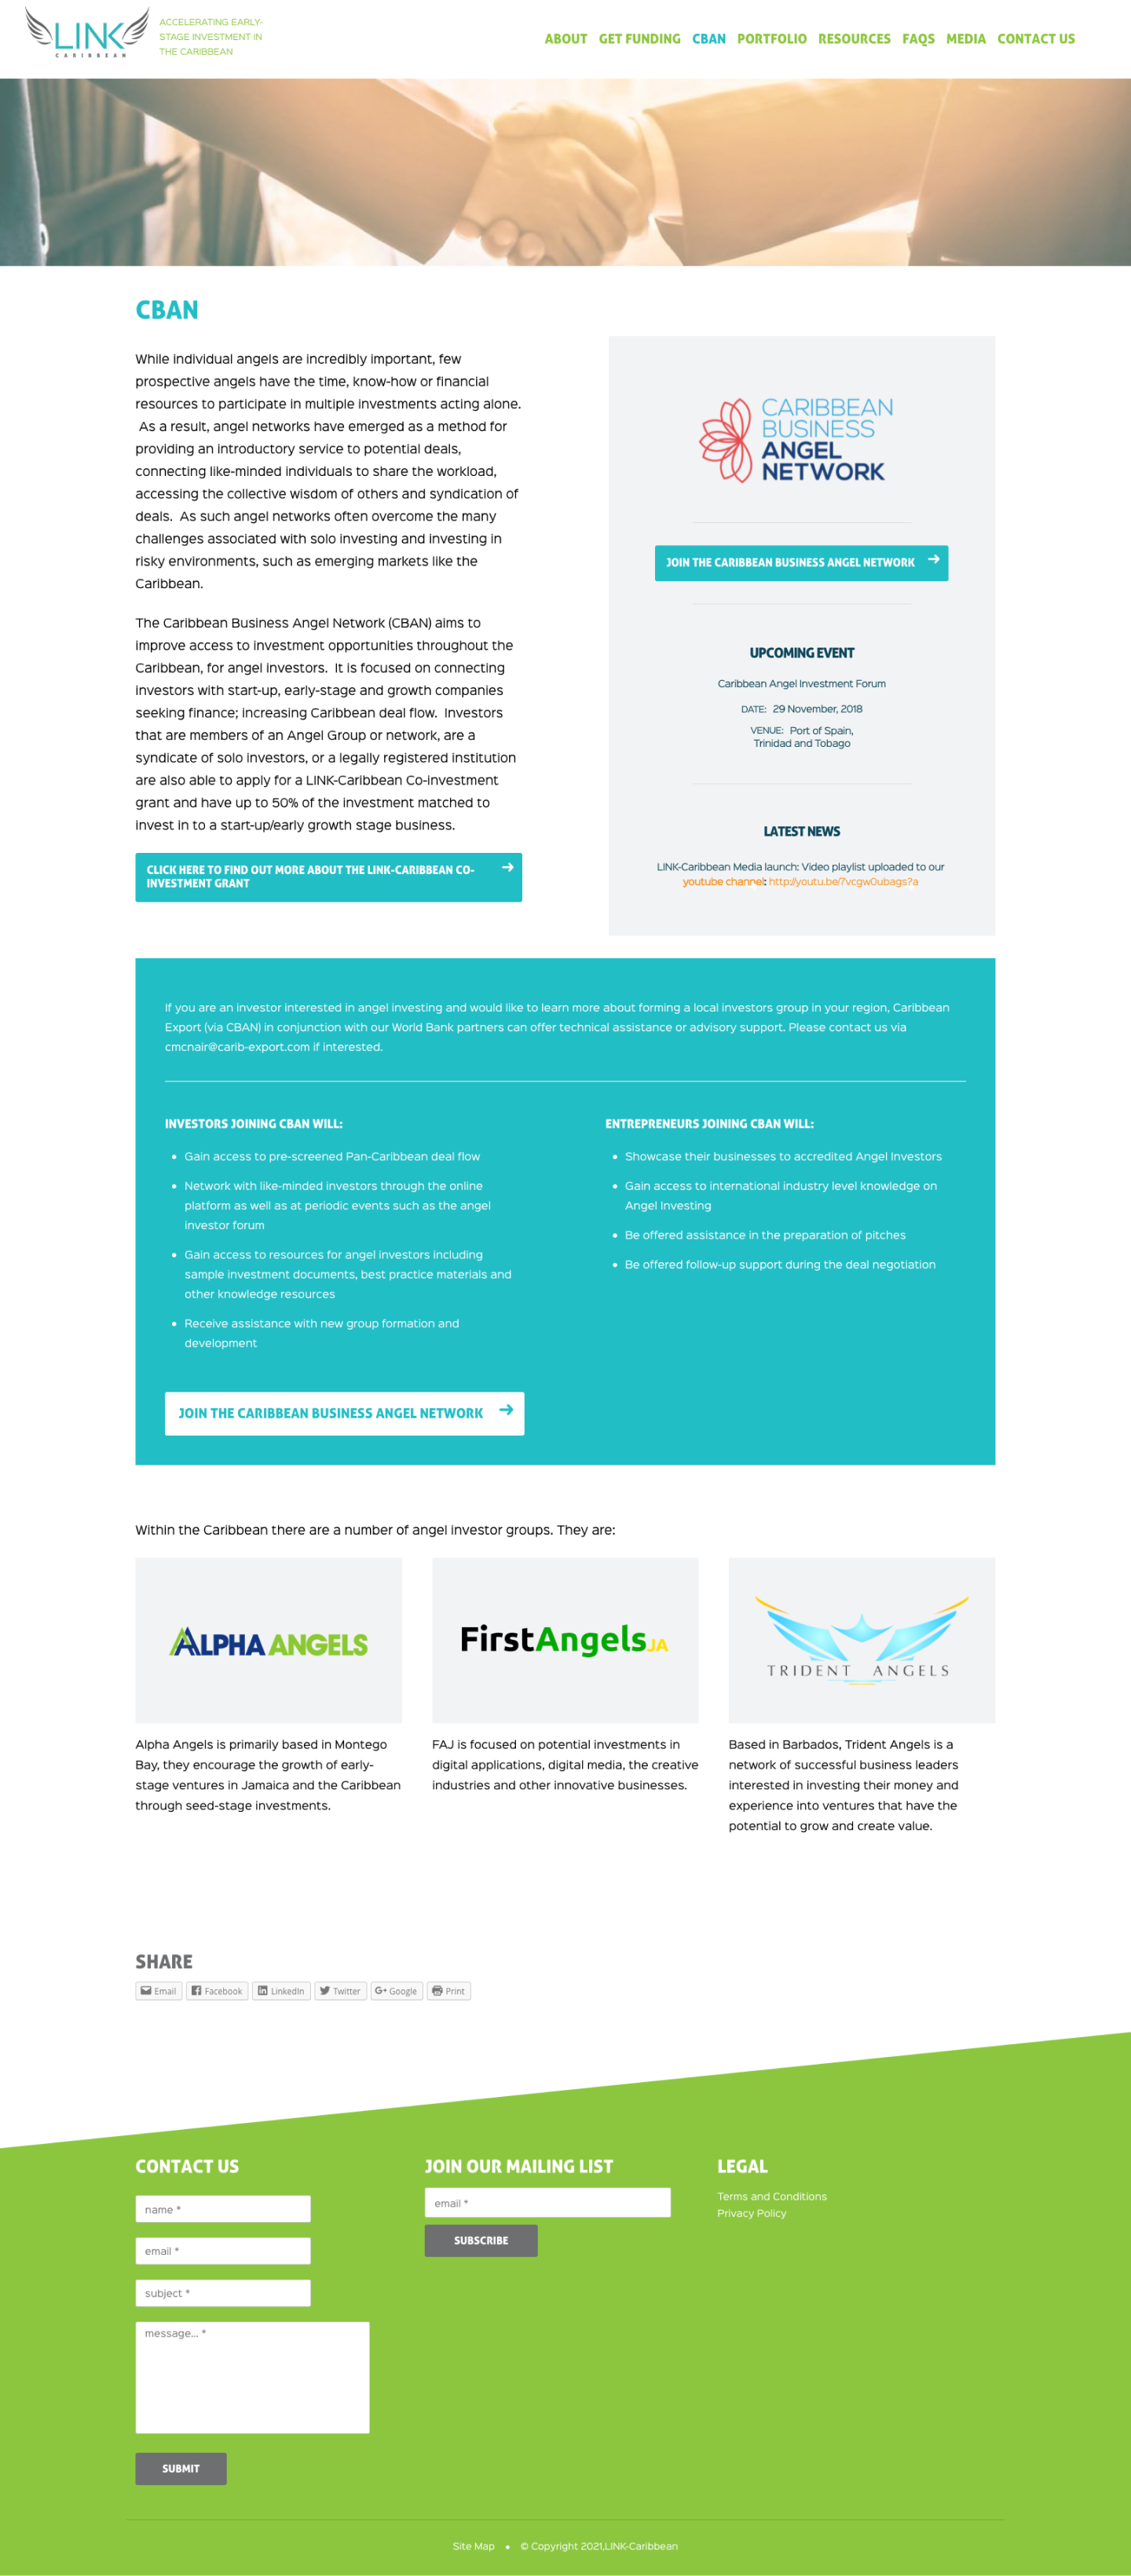 LINK
CARIBBEAN
ACCELERATING EARLY-
STAGE INVESTMENT IN
THE CARIBBEAN
ABOUT GET FUNDING CBAN PORTFOLIO RESOURCES FAQS MEDIA CONTACT US
CBAN
While individual angels are incredibly important, few
prospective angels have the time, know-how or financial
resources to participate in multiple investments acting alone.
As a result, angel networks have emerged as a method for
providing an introductory service to potential deals,
connecting like-minded individuals to share the workload,
accessing the collective wisdom of others and syndication of
deals. As such angel networks often overcome the many
challenges associated with solo investing and investing in
risky environments, such as emerging markets like the
Caribbean.
The Caribbean Business Angel Network (CBAN) aims to
improve access to investment opportunities throughout the
Caribbean, for angel investors. It is focused on connecting
investors with start-up, early-stage and growth companies
seeking finance; increasing Caribbean deal flow. Investors
that are members of an Angel Group or network, are a
syndicate of solo investors, or a legally registered institution
are also able to apply for a LINK-Caribbean Co-investment
grant and have up to 50% of the investment matched to
invest in to a start-up/early growth stage business.
CLICK HERE TO FIND OUT MORE ABOUT THE LINK-CARIBBEAN CO-
INVESTMENT GRANT
CARIBBEAN
BUSINESS
ANGEL
NETWORK
JOIN THE CARIBBEAN BUSINESS ANGEL NETWORK
UPCOMING EVENT
Caribbean Angel Investment Forum
DATE: 29 November, 2018
VENUE: Port of Spain,
Trinidad and Tobago
LATEST NEWS
LINK-Caribbean Media launch: Video playlist uploaded to our
youtube channel: http://youtu.be/7vcgw0ubags?a
If you are an investor interested in angel investing and would like to learn more about forming a local investors group in your region, Caribbean
Export (via CBAN) in conjunction with our World Bank partners can offer technical assistance or advisory support. Please contact us via
cmcnair@carib-export.com if interested.
INVESTORS JOINING CBAN WILL:
• Gain access to pre-screened Pan-Caribbean deal flow
• Network with like-minded investors through the online
platform as well as at periodic events such as the angel
investor forum
• Gain access to resources for angel investors including
sample investment documents, best practice materials and
other knowledge resources
• Receive assistance with new group formation and
development
ENTREPRENEURS JOINING CBAN WILL:
• Showcase their businesses to accredited Angel Investors
• Gain access to international industry level knowledge on
Angel Investing
• Be offered assistance in the preparation of pitches
• Be offered follow-up support during the deal negotiation
JOIN THE CARIBBEAN BUSINESS ANGEL NETWORK
Within the Caribbean there are a number of angel investor groups. They are:
ALPHA ANGELS
FirstAngelsJA
TRIDENT ANGELS
Alpha Angels is primarily based in Montego
Bay, they encourage the growth of early-
stage ventures in Jamaica and the Caribbean
through seed-stage investments.
FAJ is focused on potential investments in
digital applications, digital media, the creative
industries and other innovative businesses.
Based in Barbados, Trident Angels is a
network of successful business leaders
interested in investing their money and
experience into ventures that have the
potential to grow and create value.
SHARE
Email Facebook LinkedIn Twitter Google Print
CONTACT US
name *
email *
subject *
message... *
SUBMIT
JOIN OUR MAILING LIST
email *
SUBSCRIBE
LEGAL
Terms and Conditions
Privacy Policy
Site Map • © Copyright 2021,LINK-Caribbean